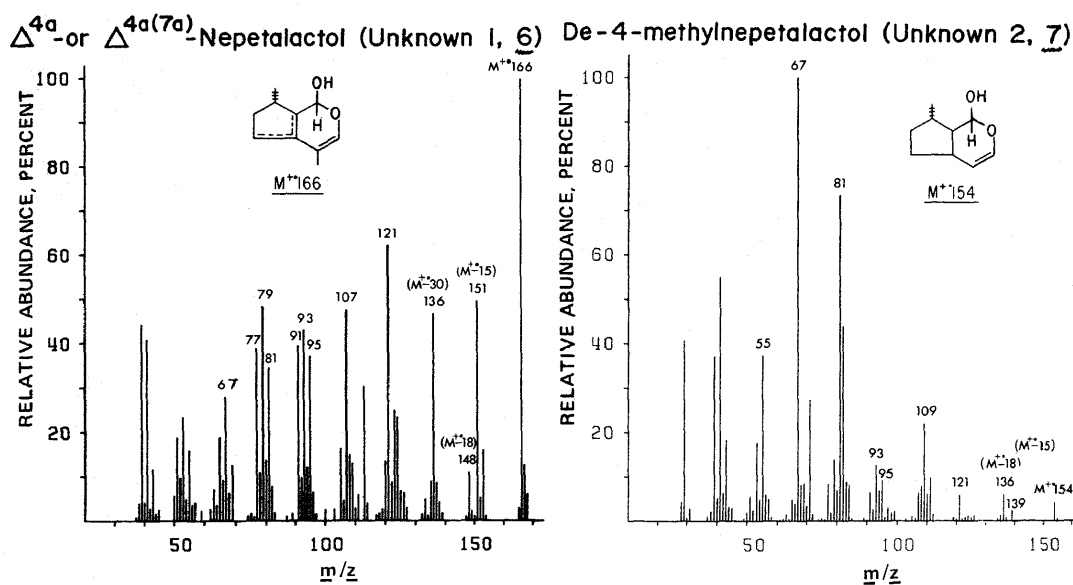 Δ4a-or Δ4a(7a)-Nepetalactol (Unknown 1, 6)
RELATIVE ABUNDANCE, PERCENT
100
80
60
40
20
OH
O
H
M+•166
M+•166
121
(M+•-15)
151
(M+•-30)
136
(M+•-18)
148
107
79
77
81
91
93
95
67
50
100
150
m/z
De-4-methylnepetalactol (Unknown 2, 7)
RELATIVE ABUNDANCE, PERCENT
100
80
60
40
20
OH
O
H
M+•154
67
81
55
109
93
95
121
(M+•-18)
136
(M+•-15)
139
M+•154
50
100
150
m/z